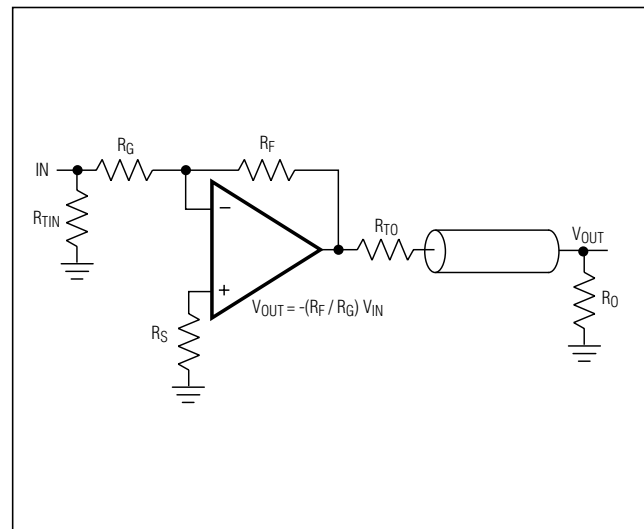 IN
RG
RF
RTIN
−
+
RS
VOUT = -(RF / RG) VIN
RTO
VOUT
RO